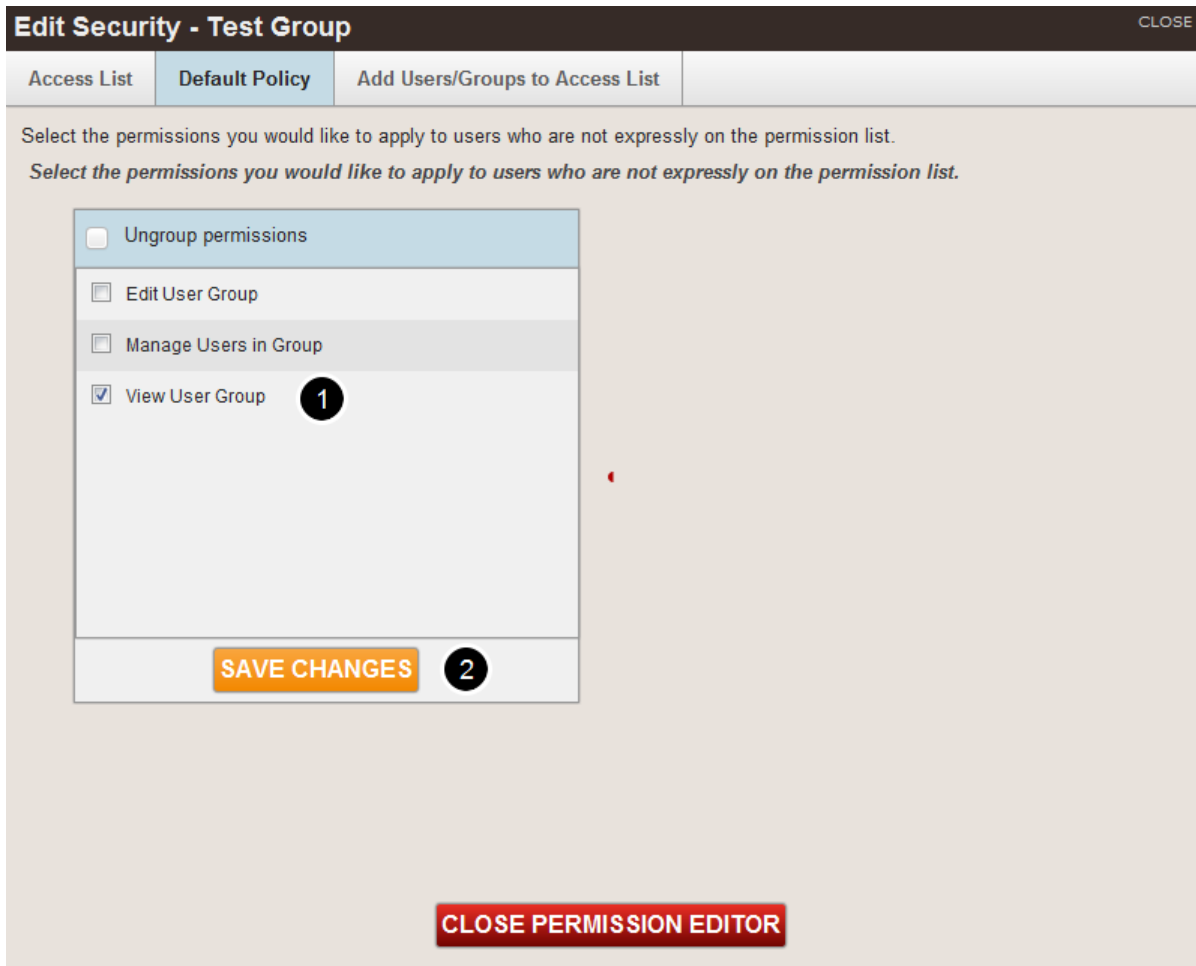 Edit Security - Test Group
CLOSE
Access List
Default Policy
Add Users/Groups to Access List
Select the permissions you would like to apply to users who are not expressly on the permission list.
Select the permissions you would like to apply to users who are not expressly on the permission list.
Ungroup permissions
Edit User Group
Manage Users in Group
View User Group
1
SAVE CHANGES
2
CLOSE PERMISSION EDITOR